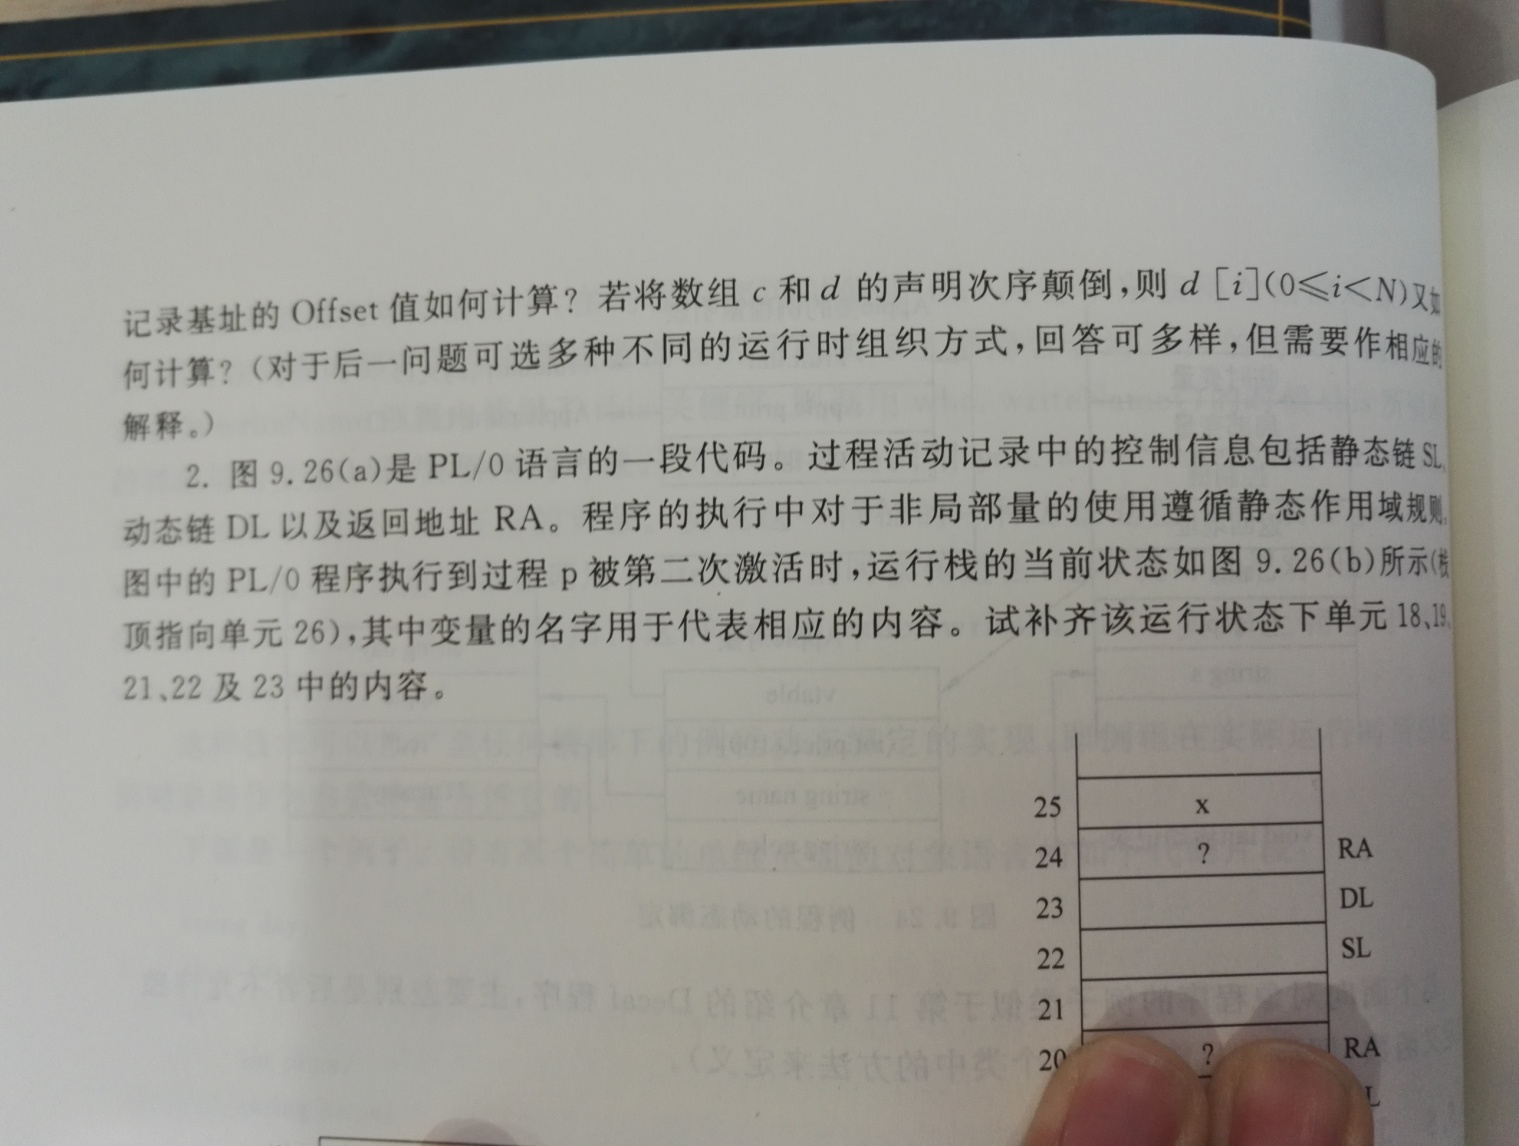 记录基址的 Offset 值如何计算？若将数组 c 和 d 的声明次序颠倒，则 d [i](0≤i<N)又如
何计算？（对于后一问题可选多种不同的运行时组织方式，回答可多样，但需要作相应的
解释。）
2. 图 9.26(a)是 PL/0 语言的一段代码。过程活动记录中的控制信息包括静态链 SL、
动态链 DL 以及返回地址 RA。程序的执行中对于非局部量的使用遵循静态作用域规则。
图中的 PL/0 程序执行到过程 p 被第二次激活时，运行栈的当前状态如图 9.26(b)所示(栈
顶指向单元 26)，其中变量的名字用于代表相应的内容。试补齐该运行状态下单元 18、19、
21、22 及 23 中的内容。
25 x
24 ? RA
23 DL
22 SL
21
20 ? RA
L